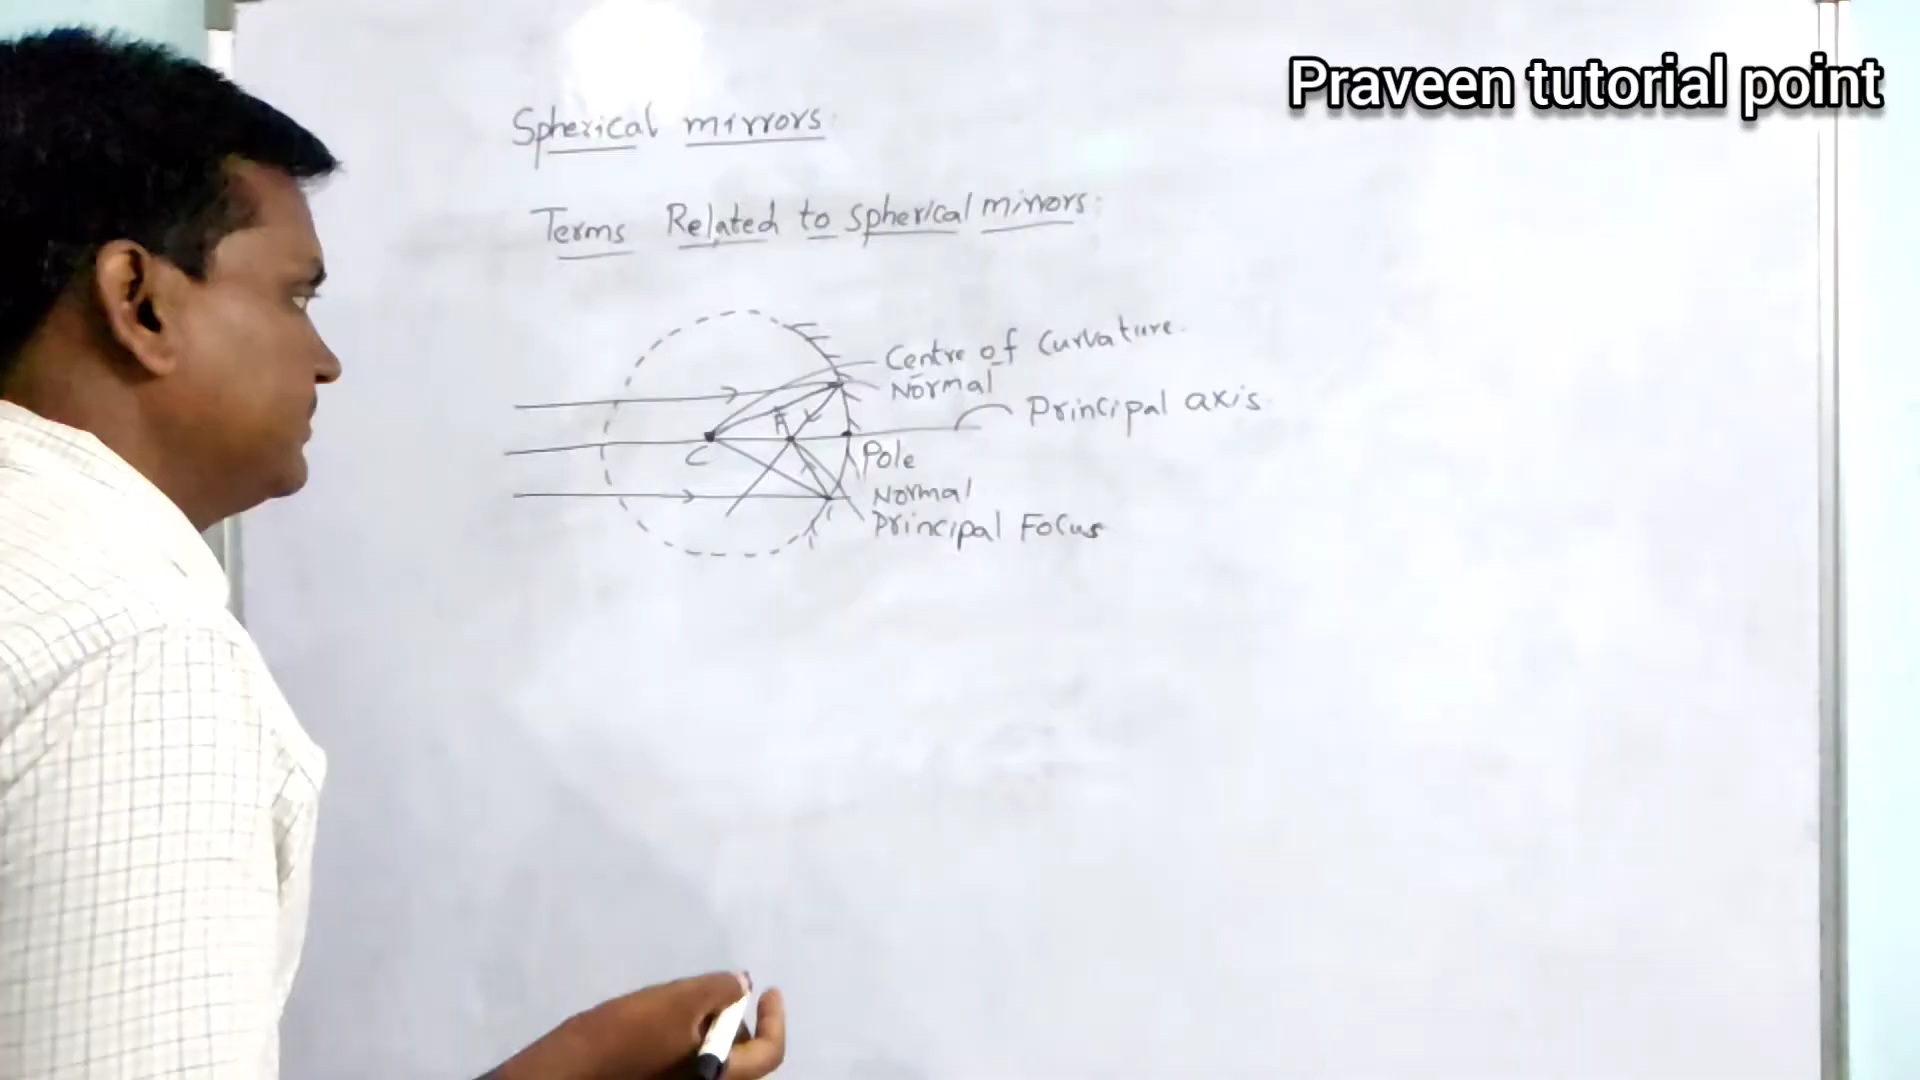 Praveen tutorial point
Spherical mirrors:
Terms Related to spherical mirrors:
Centre of Curvature.
Normal
Principal axis.
F
C
Pole
Normal
Principal Focus